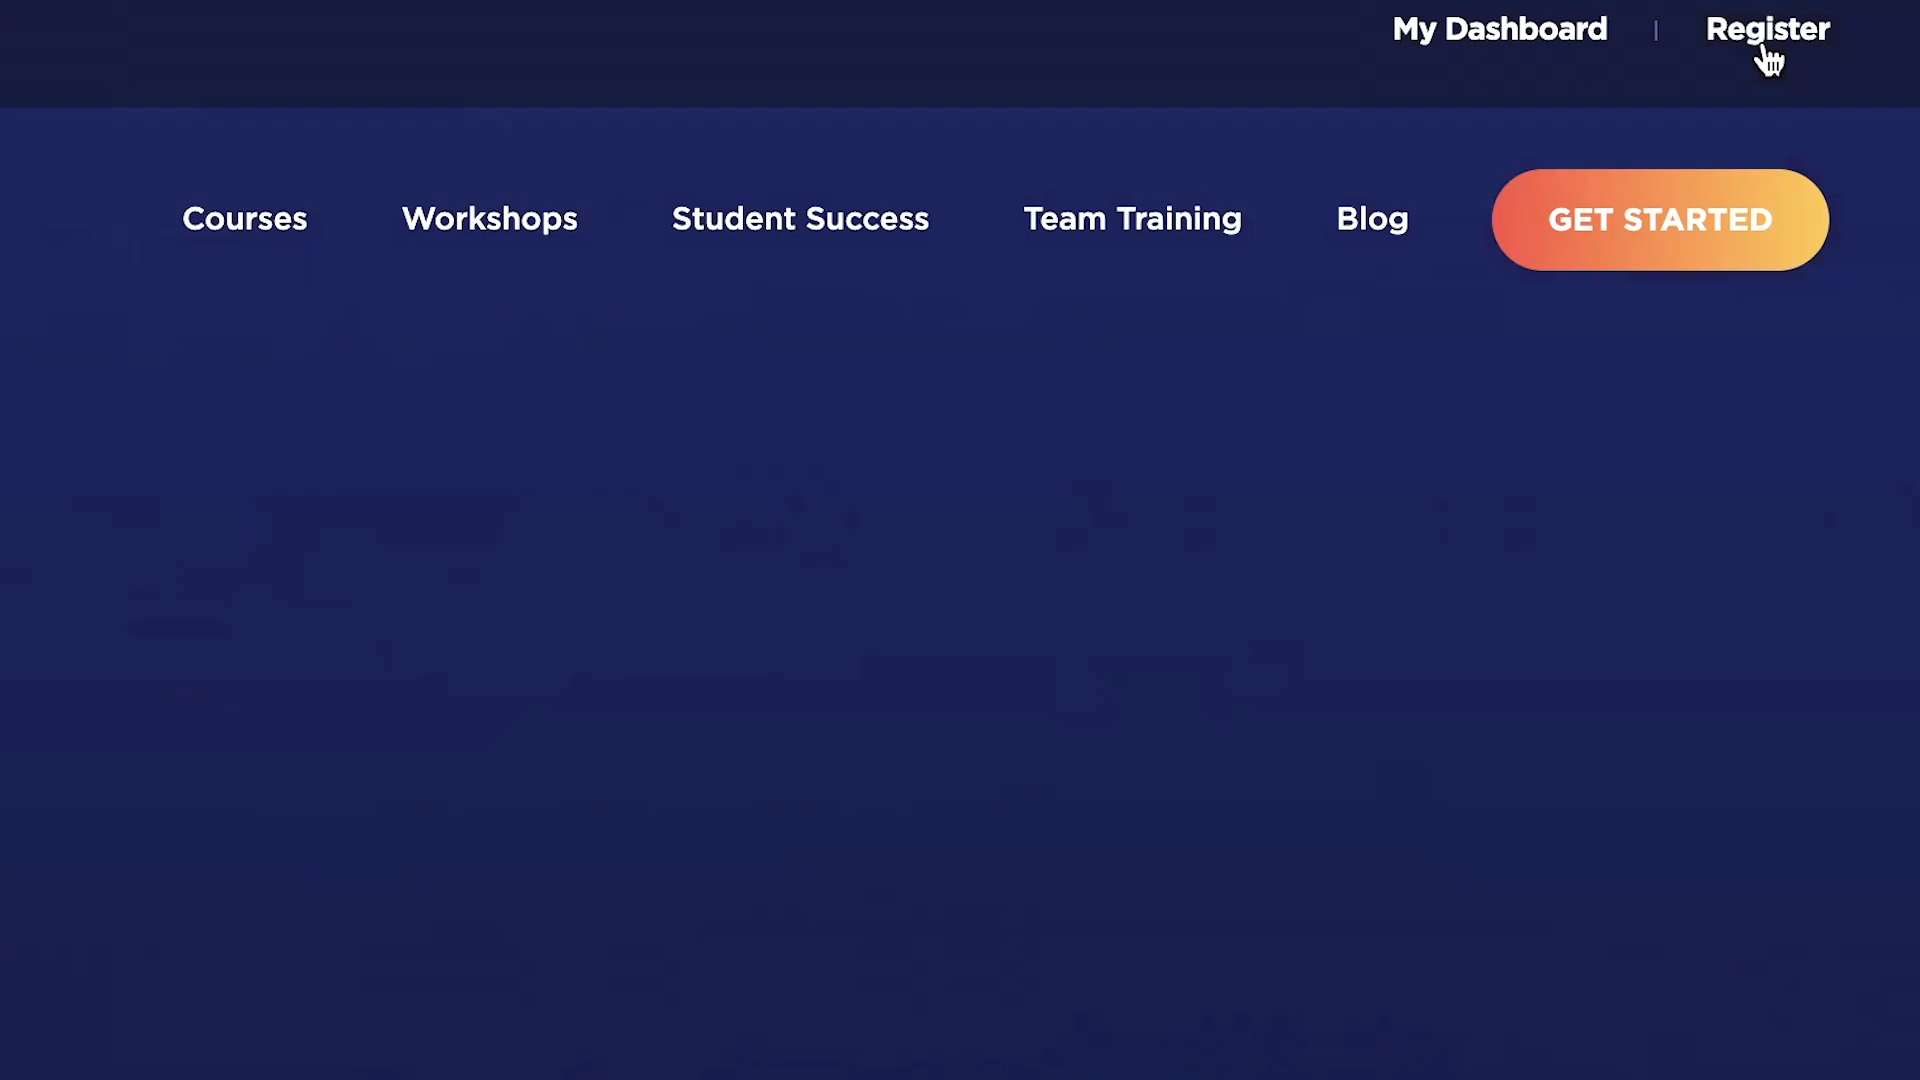 My Dashboard | Register
Courses Workshops Student Success Team Training Blog GET STARTED